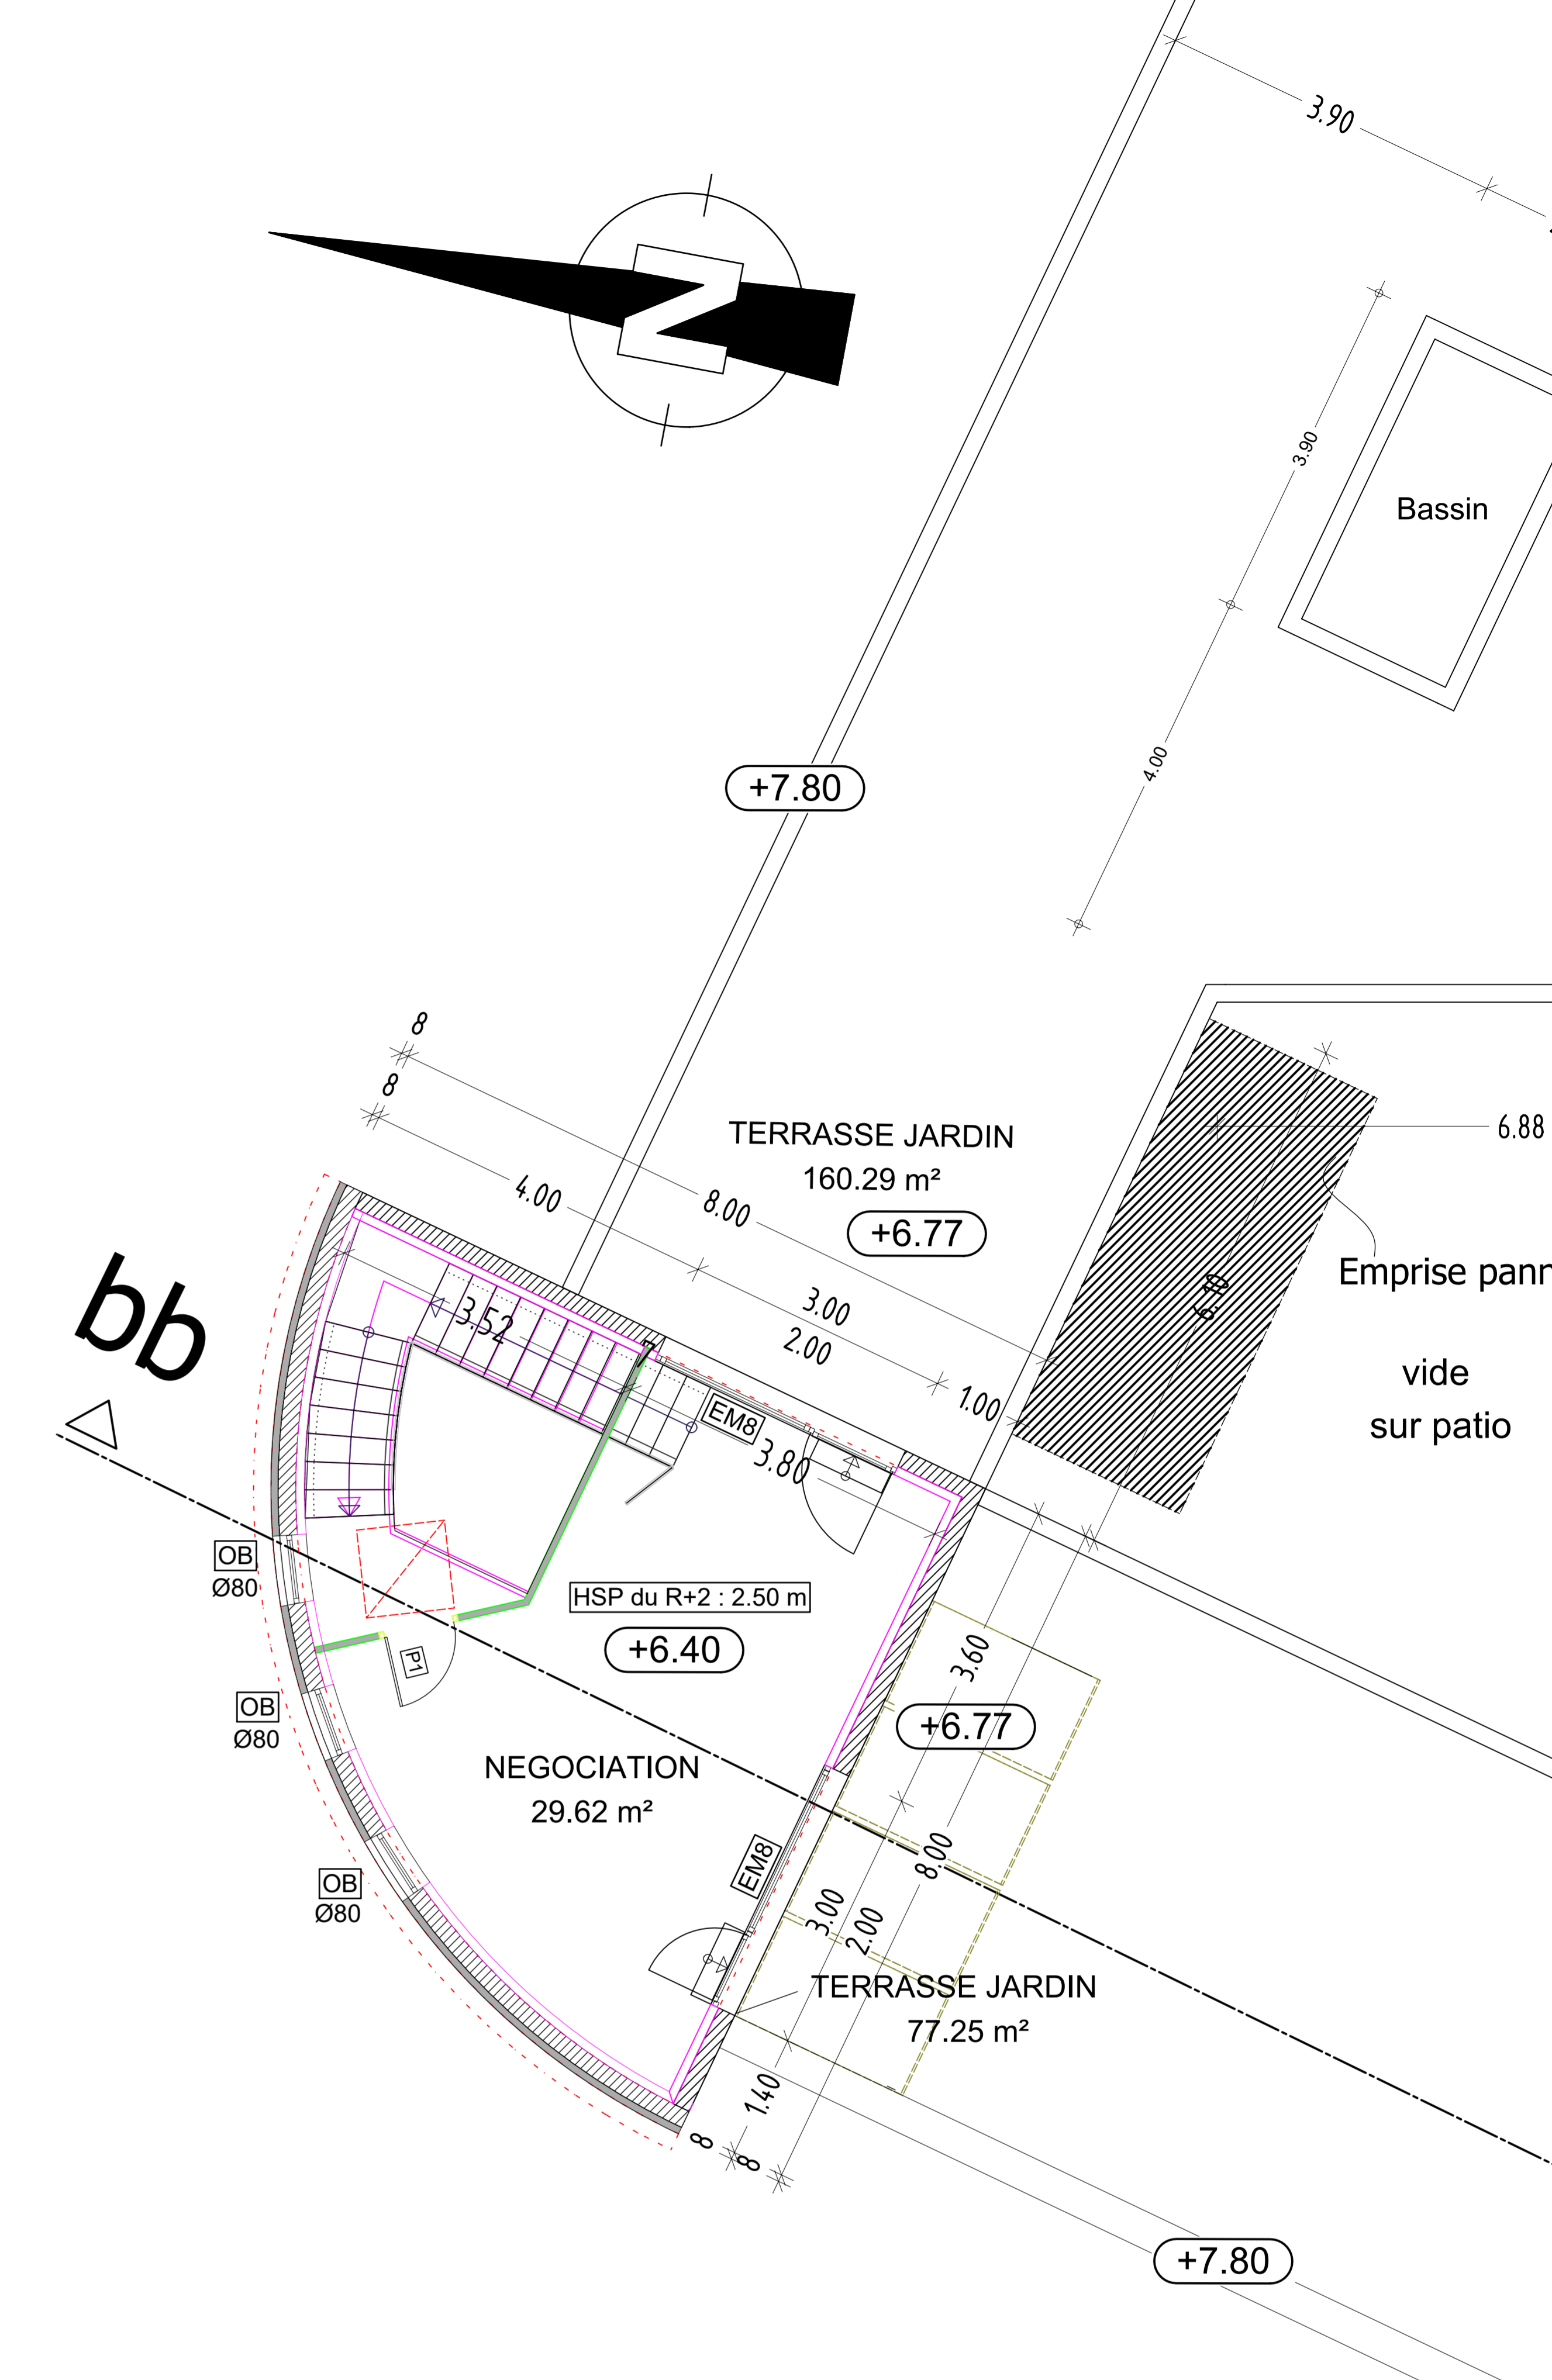 3.90
N
3.90
Bassin
4.00
+7.80
8
8
TERRASSE JARDIN
160.29 m²
+6.77
4.00
8.00
6.88
Emprise pann
6.10
3.00
2.00
1.00
bb
3.52
7
EM8
3.80
vide
sur patio
OB
Ø80
HSP du R+2 : 2.50 m
+6.40
P1
3.60
+6.77
OB
Ø80
NEGOCIATION
29.62 m²
EM8
8.00
OB
Ø80
3.00
2.00
TERRASSE JARDIN
77.25 m²
1.40
8
8
+7.80